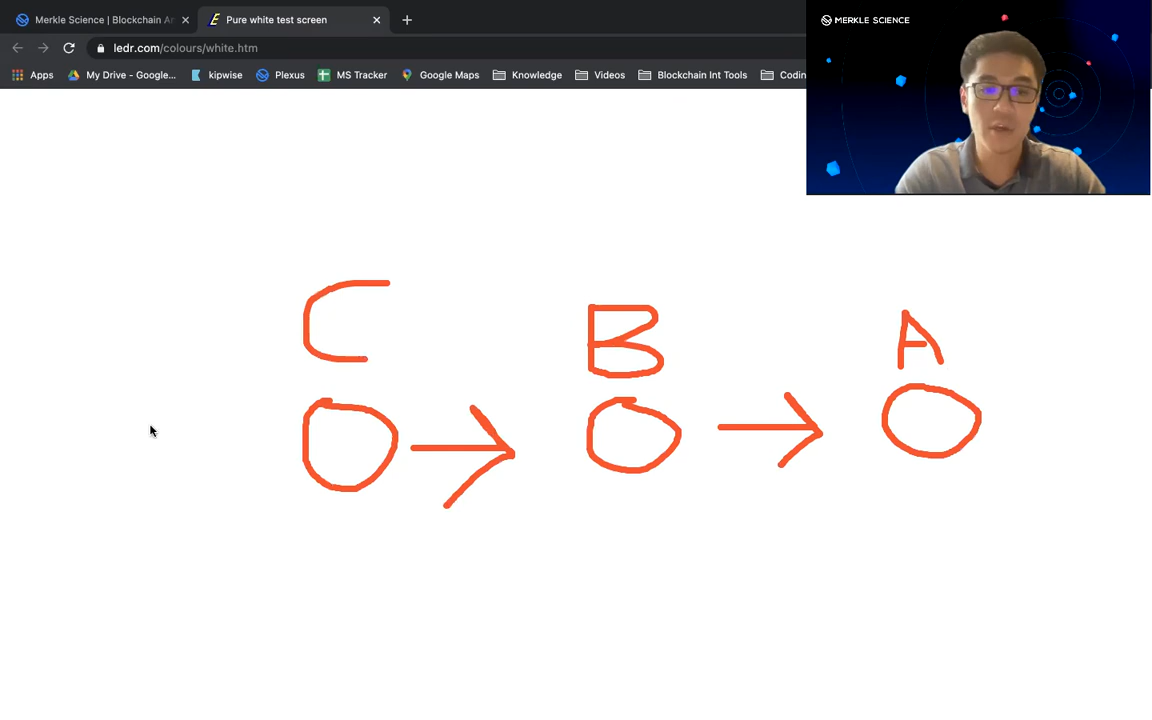 Merkle Science | Blockchain An
Pure white test screen
ledr.com/colours/white.htm
Apps
My Drive - Google...
kipwise
Plexus
MS Tracker
Google Maps
Knowledge
Videos
Blockchain Int Tools
Codin
MERKLE SCIENCE
C
B
A